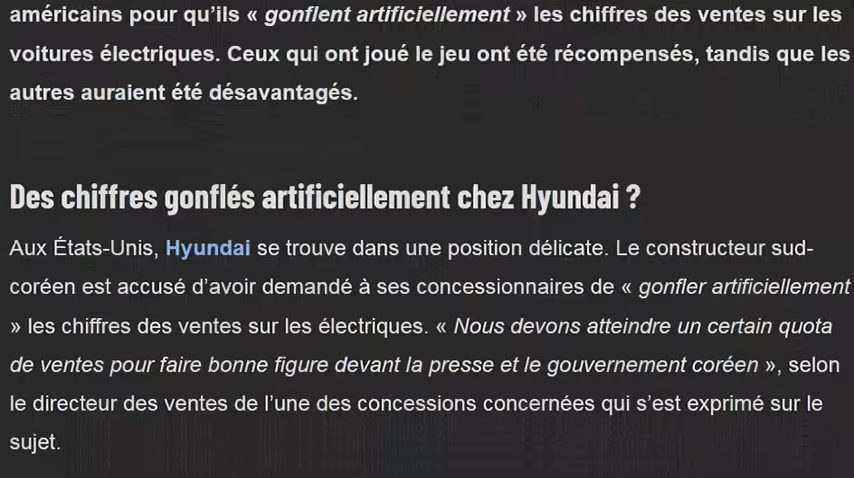 américains pour qu’ils « gonflent artificiellement » les chiffres des ventes sur les
voitures électriques. Ceux qui ont joué le jeu ont été récompensés, tandis que les
autres auraient été désavantagés.
Des chiffres gonflés artificiellement chez Hyundai ?
Aux États-Unis, Hyundai se trouve dans une position délicate. Le constructeur sud-
coréen est accusé d’avoir demandé à ses concessionnaires de « gonfler artificiellement
» les chiffres des ventes sur les électriques. « Nous devons atteindre un certain quota
de ventes pour faire bonne figure devant la presse et le gouvernement coréen », selon
le directeur des ventes de l’une des concessions concernées qui s’est exprimé sur le
sujet.